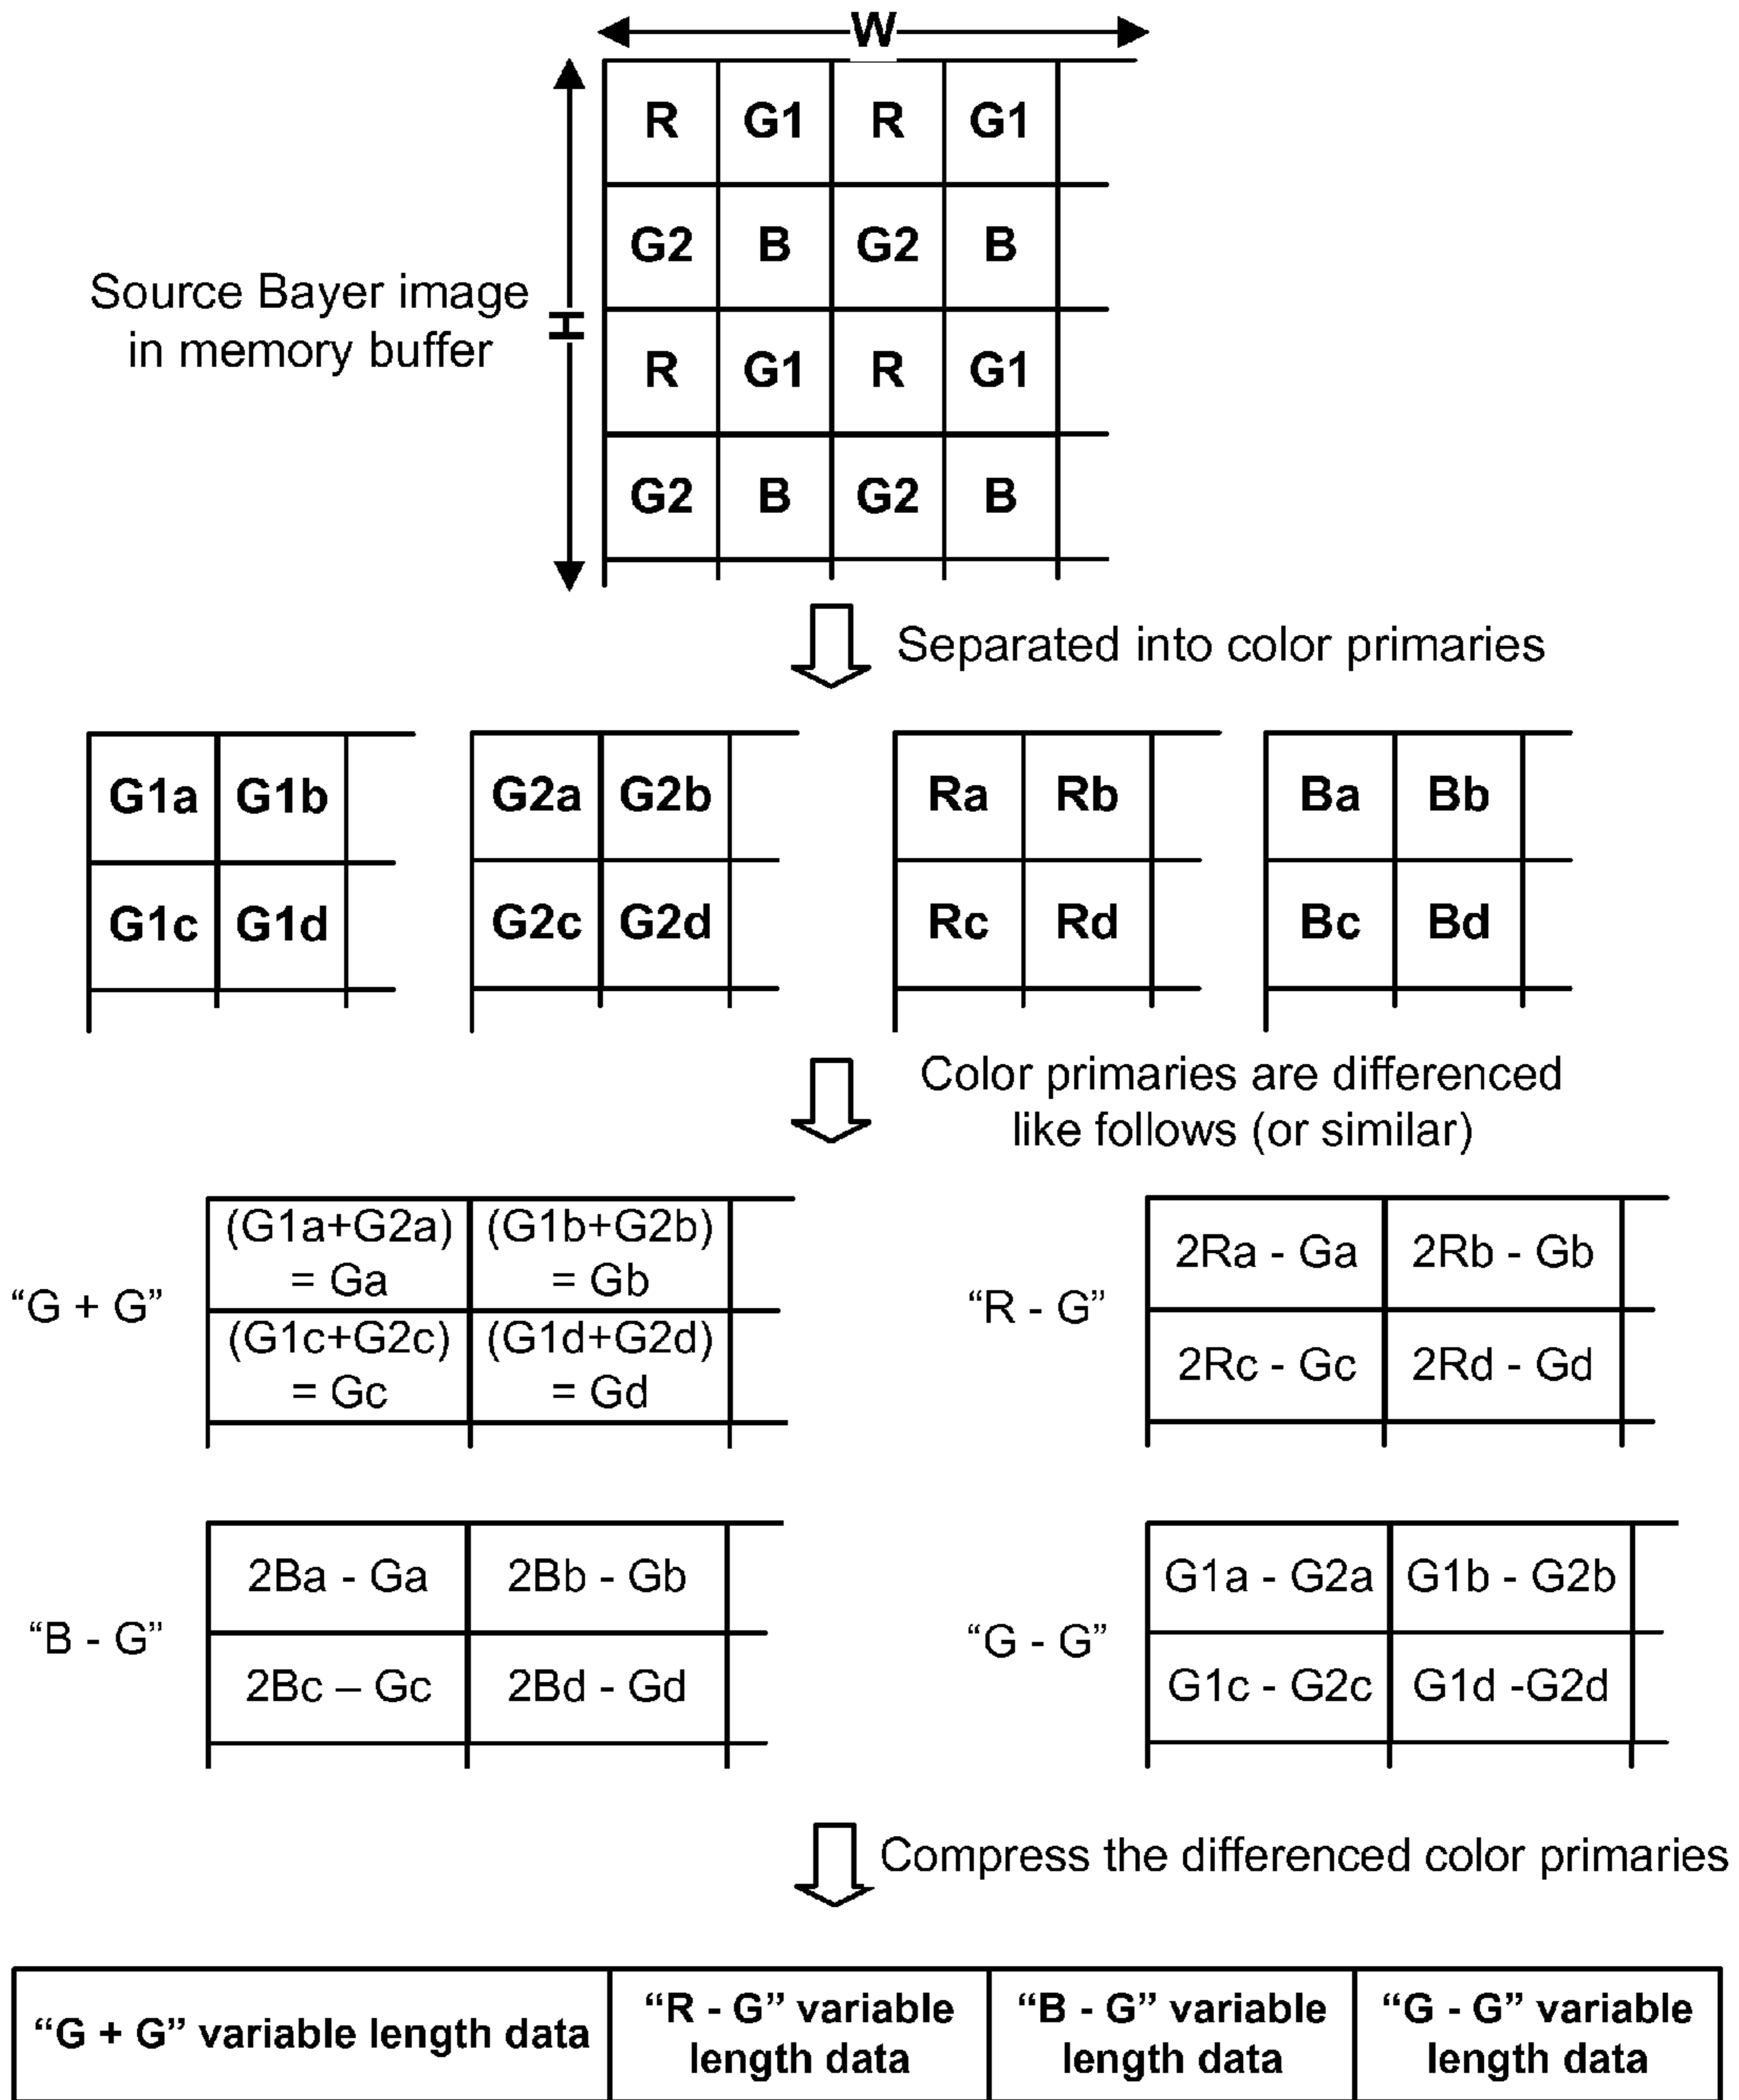 W
R G1 R G1
G2 B G2 B
Source Bayer image
in memory buffer
H
R G1 R G1
G2 B G2 B
Separated into color primaries
G1a G1b G2a G2b Ra Rb Ba Bb
G1c G1d G2c G2d Rc Rd Bc Bd
Color primaries are differenced
like follows (or similar)
“G + G”
(G1a+G2a) (G1b+G2b)
= Ga = Gb
(G1c+G2c) (G1d+G2d)
= Gc = Gd
“R - G”
2Ra - Ga 2Rb - Gb
2Rc - Gc 2Rd - Gd
“B - G”
2Ba - Ga 2Bb - Gb
2Bc – Gc 2Bd - Gd
“G - G”
G1a - G2a G1b - G2b
G1c - G2c G1d -G2d
Compress the differenced color primaries
“G + G” variable length data
“R - G” variable
length data
“B - G” variable
length data
“G - G” variable
length data